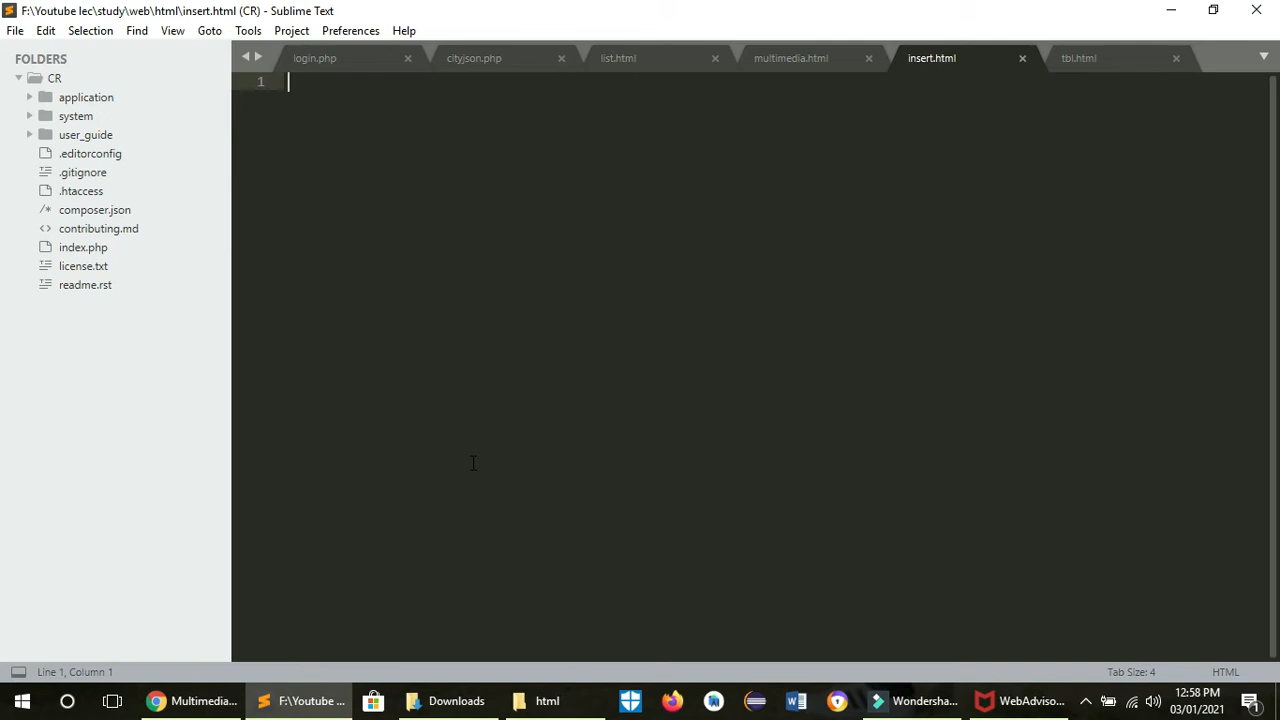 F:\Youtube lec\study\web\html\insert.html (CR) - Sublime Text
File Edit Selection Find View Goto Tools Project Preferences Help
FOLDERS
CR
application
system
user_guide
.editorconfig
.gitignore
.htaccess
composer.json
contributing.md
index.php
license.txt
readme.rst
login.php
cityjson.php
list.html
multimedia.html
insert.html
tbl.html
1
Line 1, Column 1
Tab Size: 4
HTML
Multimedia...
F:\Youtube ...
Downloads
html
Wondersha...
WebAdviso...
12:58 PM
03/01/2021
1